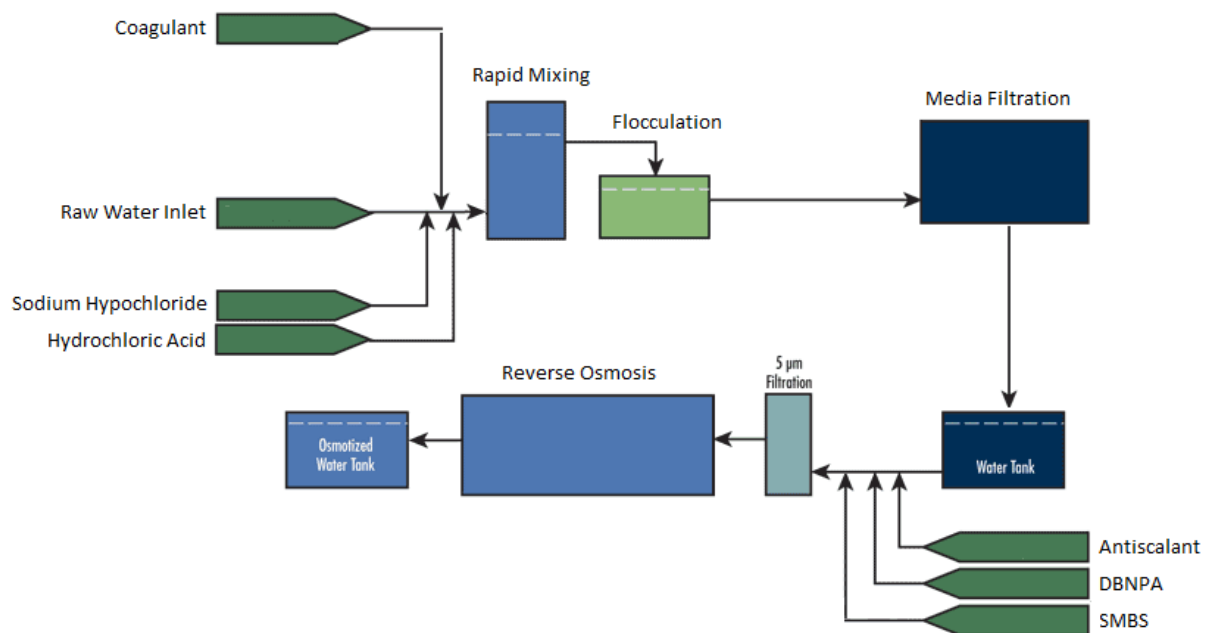 Coagulant
Rapid Mixing
Media Filtration
Flocculation
Raw Water Inlet
Sodium Hypochloride
Hydrochloric Acid
Reverse Osmosis
5 µm
Filtration
Osmotized
Water Tank
Water Tank
Antiscalant
DBNPA
SMBS